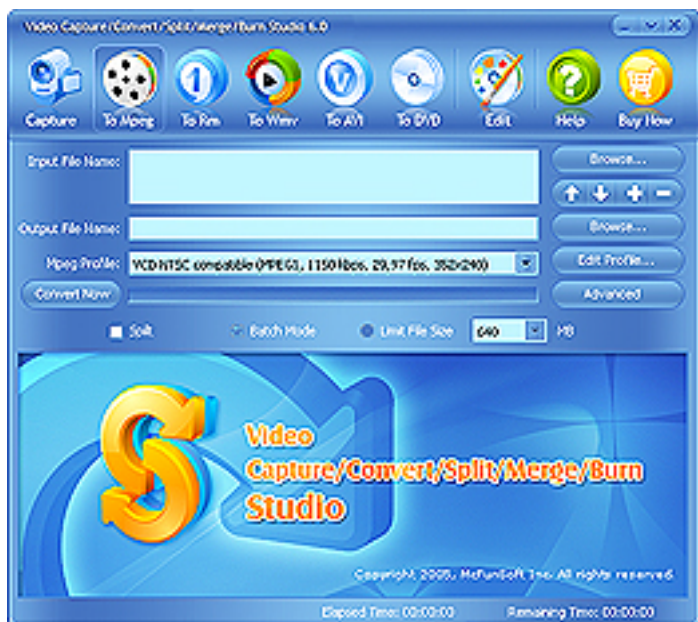 Video Capture/Convert/Split/Merge/Burn Studio 6.0
Capture To Mpeg To Rm To Wmv To AVI To DVD Edit Help Buy Now
Input File Name: Browse...
Output File Name: Browse...
Mpeg Profile: VCD NTSC compatible (MPEG1, 1150 kbps, 29.97 fps, 352x240) Edit Profile...
Convert Now Advanced
Split Batch Mode Limit File Size 640 MB
Video
Capture/Convert/Split/Merge/Burn
Studio
Copyright 2005, McFunSoft Inc. All rights reserved.
Elapsed Time: 00:00:00 Remaining Time: 00:00:00